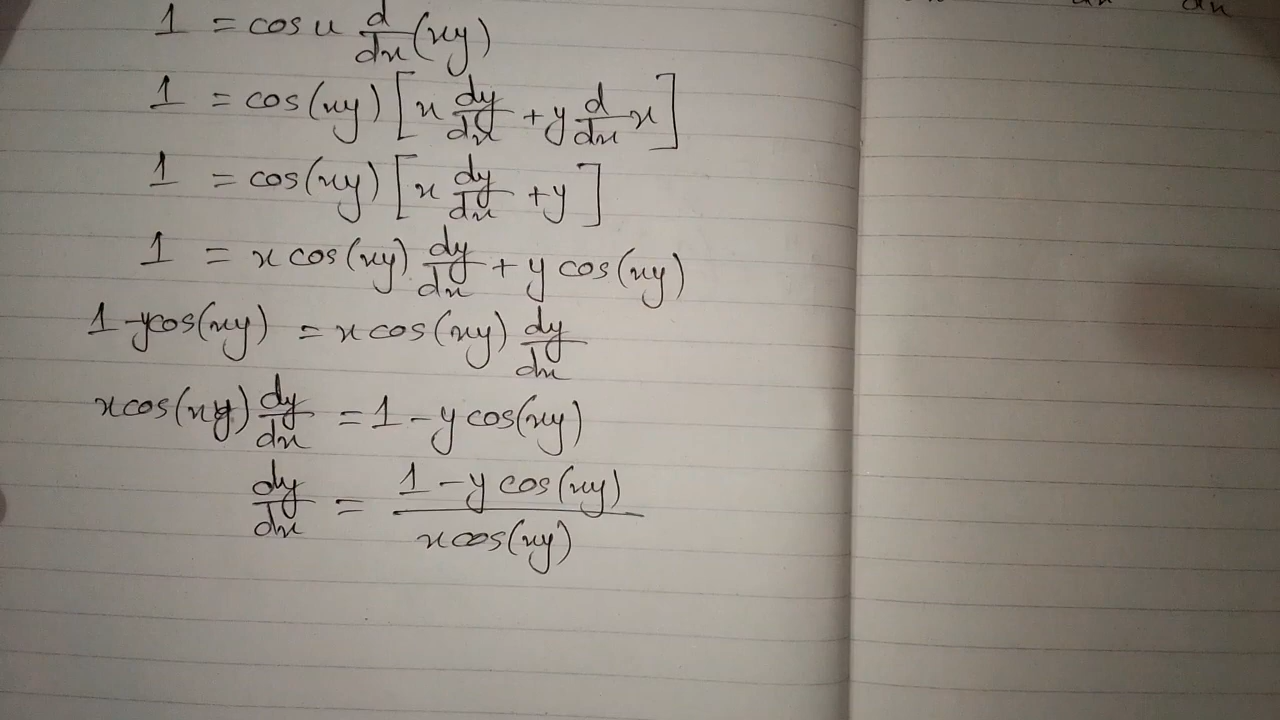 1 = cos u d/dx (xy)
1 = cos(xy) [x dy/dx + y d/dx x]
1 = cos(xy) [x dy/dx + y]
1 = x cos(xy) dy/dx + y cos(xy)
1 - ycos(xy) = x cos(xy) dy/dx
x cos(xy) dy/dx = 1 - y cos(xy)
dy/dx = (1 - y cos(xy))/(x cos(xy))